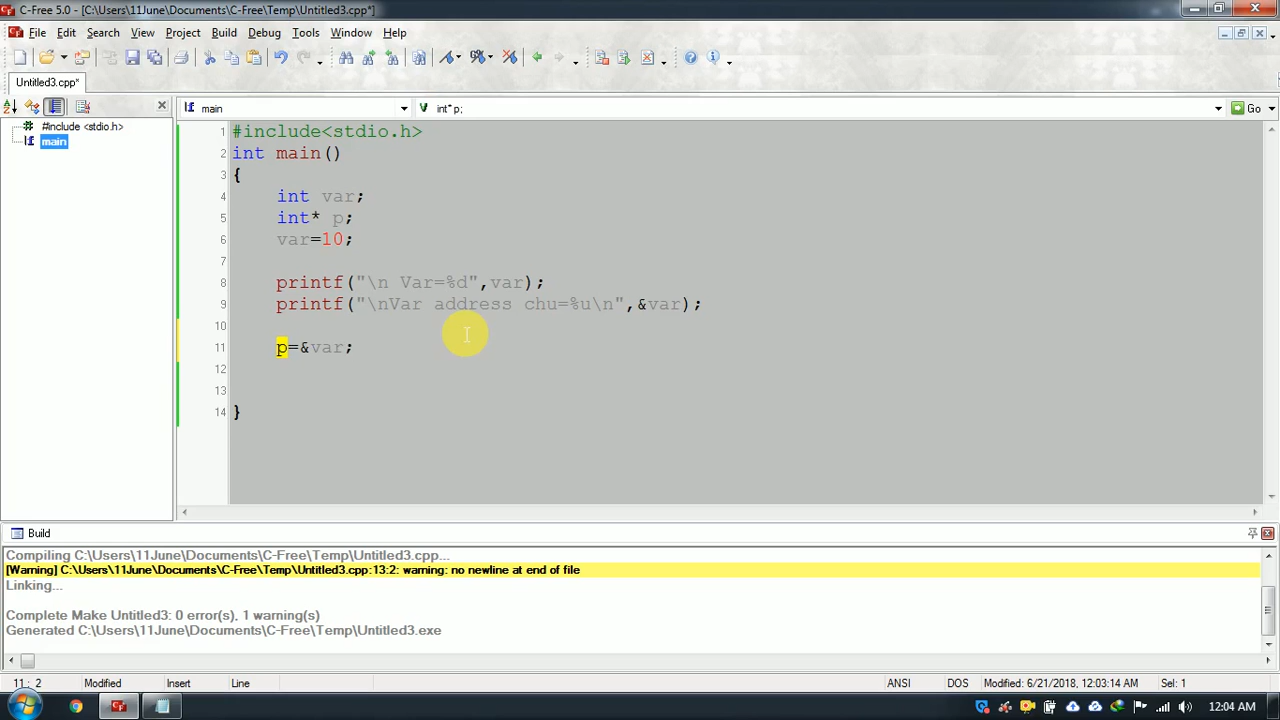 C-Free 5.0 - [C:\Users\11June\Documents\C-Free\Temp\Untitled3.cpp*]
File Edit Search View Project Build Debug Tools Window Help
Untitled3.cpp*
main
int* p;
Go
#include <stdio.h>
main
1 #include<stdio.h>
2 int main()
3 {
4 int var;
5 int* p;
6 var=10;
7
8 printf("\n Var=%d",var);
9 printf("\nVar address chu=%u\n",&var);
10
11 p=&var;
12
13
14 }
Build
Compiling C:\Users\11June\Documents\C-Free\Temp\Untitled3.cpp...
[Warning] C:\Users\11June\Documents\C-Free\Temp\Untitled3.cpp:13:2: warning: no newline at end of file
Linking...
Complete Make Untitled3: 0 error(s), 1 warning(s)
Generated C:\Users\11June\Documents\C-Free\Temp\Untitled3.exe
11 : 2 Modified Insert Line ANSI DOS Modified: 6/21/2018, 12:03:14 AM Sel: 1
12:04 AM